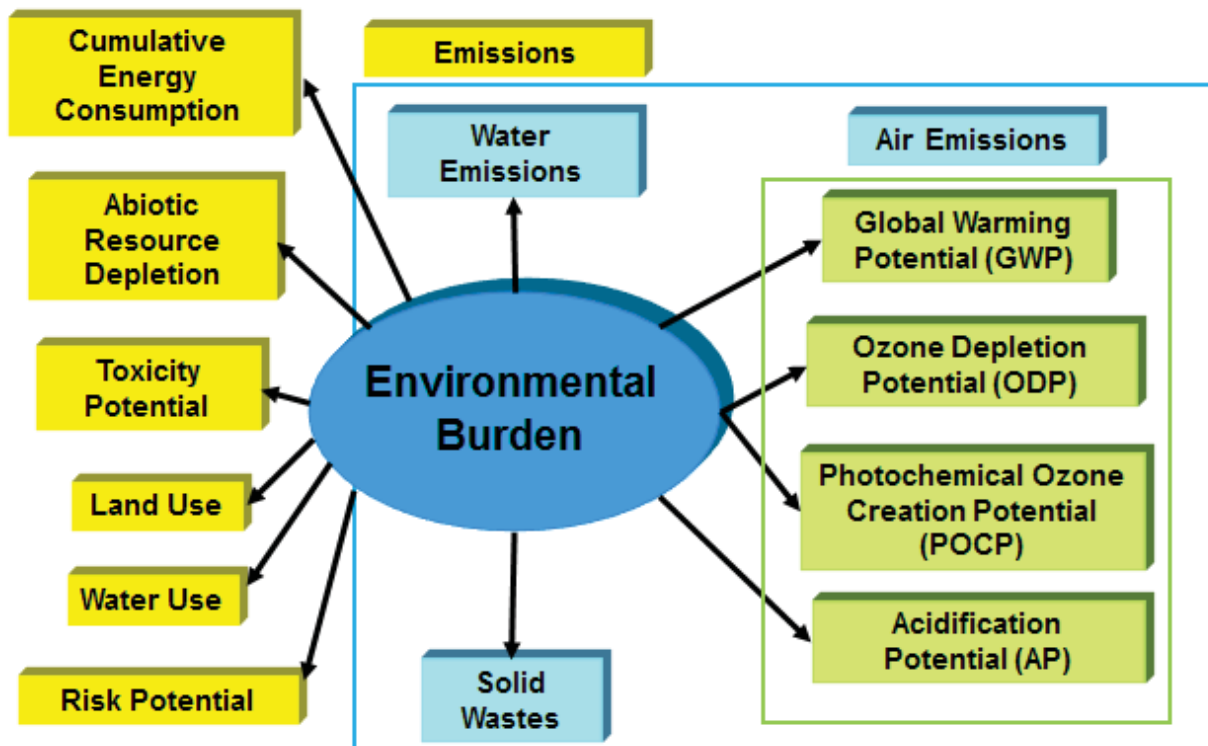 Cumulative
Energy
Consumption
Abiotic
Resource
Depletion
Toxicity
Potential
Land Use
Water Use
Risk Potential
Emissions
Water
Emissions
Environmental
Burden
Solid
Wastes
Air Emissions
Global Warming
Potential (GWP)
Ozone Depletion
Potential (ODP)
Photochemical Ozone
Creation Potential
(POCP)
Acidification
Potential (AP)